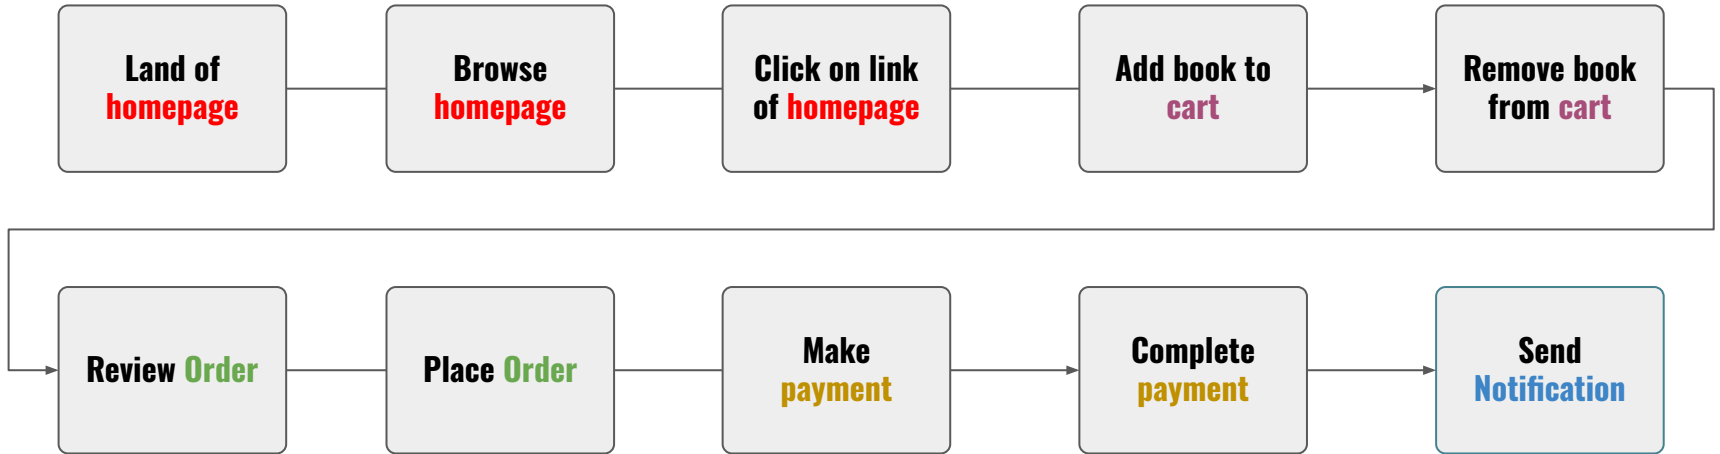 Land of
homepage
Browse
homepage
Click on link
of homepage
Add book to
cart
Remove book
from cart
Review Order
Place Order
Make
payment
Complete
payment
Send
Notification